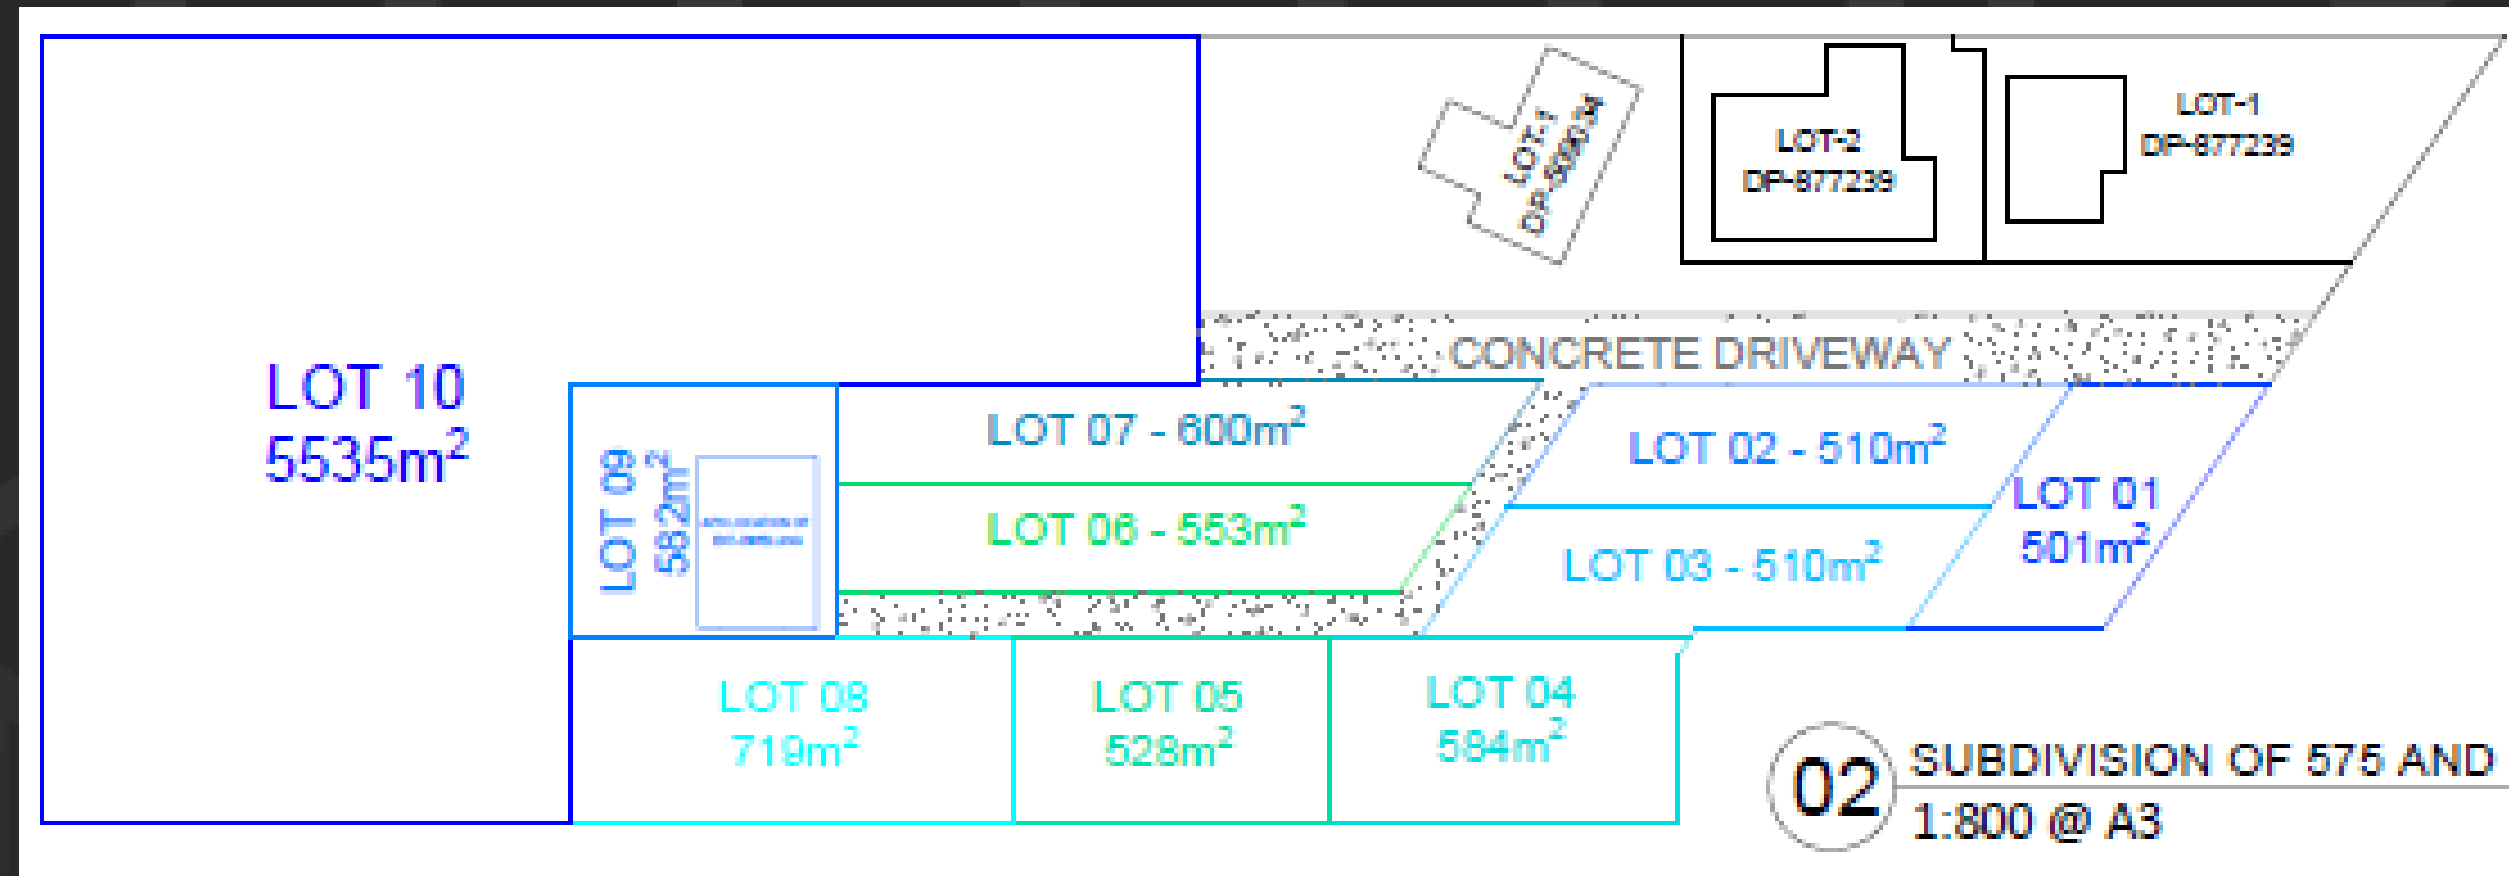 LOT-1
LOT-2
DP-877239
LOT-1
DP-877239
CONCRETE DRIVEWAY
LOT 10
5535m²
LOT 09
582m²
LOT 07 - 600m²
LOT 06 - 553m²
LOT 02 - 510m²
LOT 03 - 510m²
LOT 01
501m²
LOT 08
719m²
LOT 05
528m²
LOT 04
584m²
02
SUBDIVISION OF 575 AND
1:800 @ A3